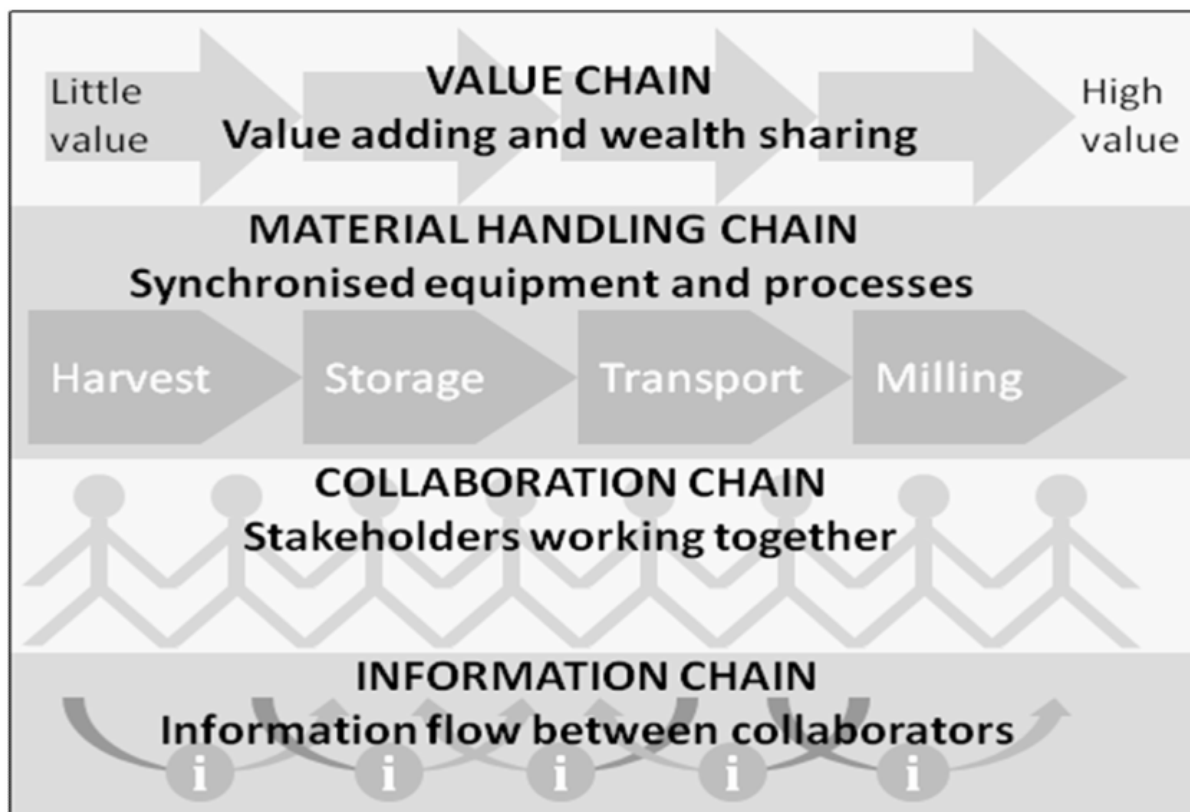 VALUE CHAIN
Little value
Value adding and wealth sharing
High value
MATERIAL HANDLING CHAIN
Synchronised equipment and processes
Harvest Storage Transport Milling
COLLABORATION CHAIN
Stakeholders working together
INFORMATION CHAIN
Information flow between collaborators
i i i i i